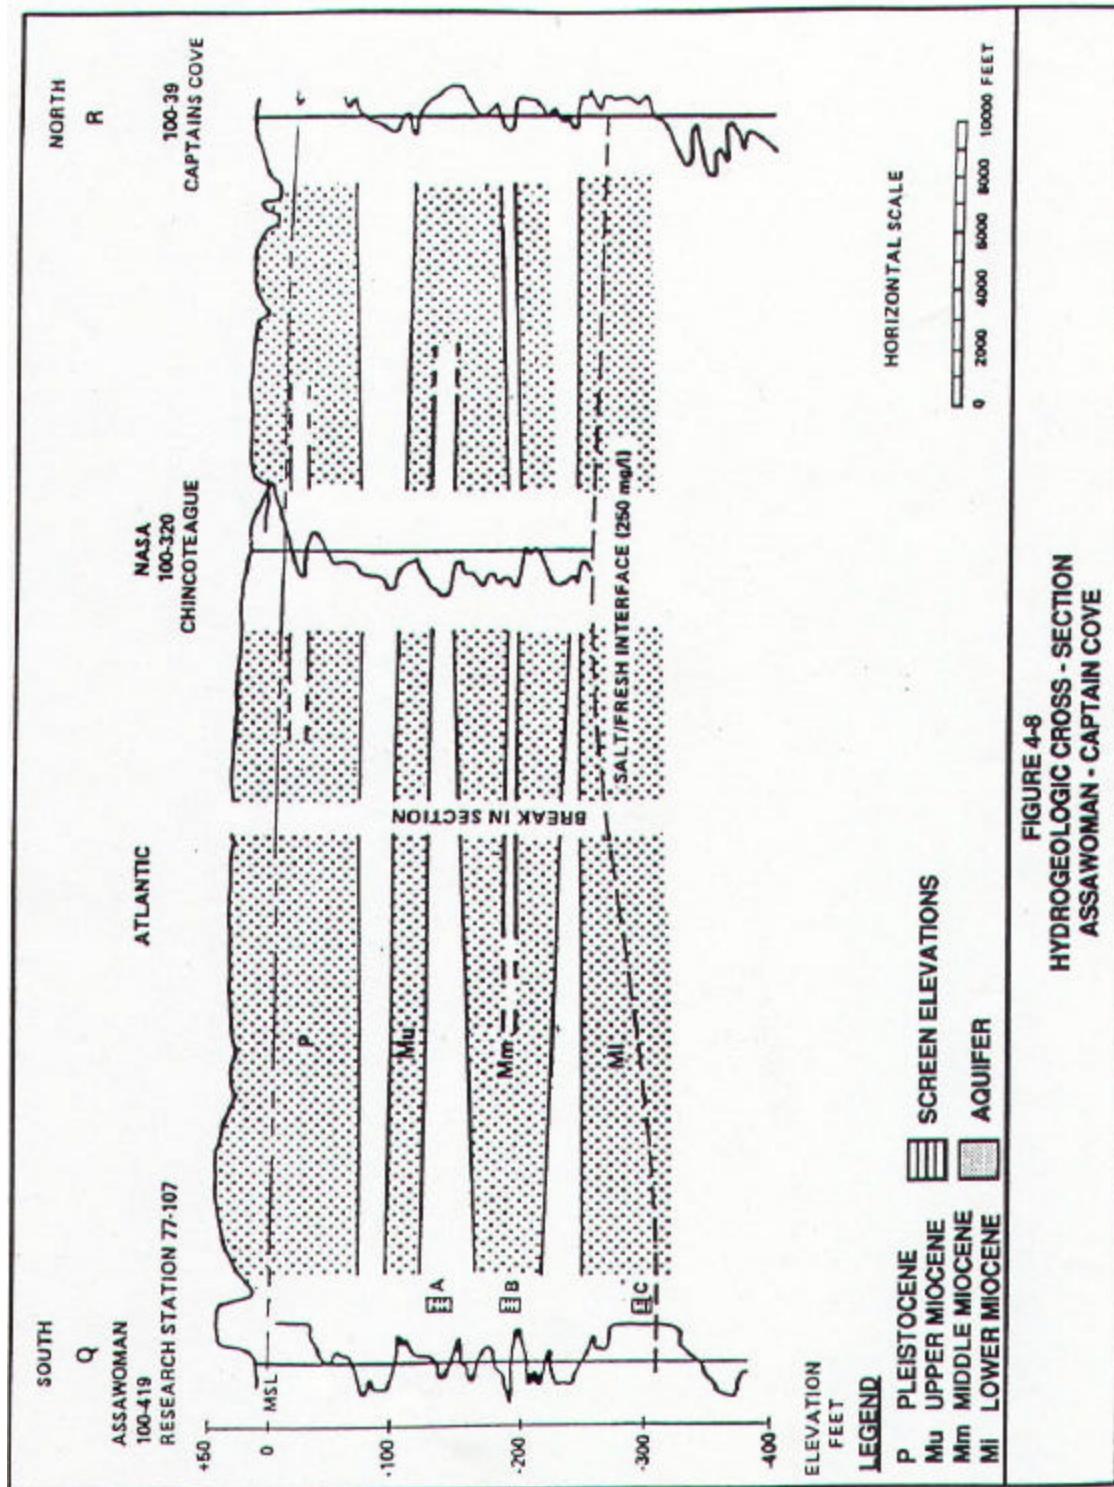 SOUTH
Q
NORTH
R
ASSAWOMAN
100-419
RESEARCH STATION 77-107
ATLANTIC
NASA
100-320
CHINCOTEAGUE
100-39
CAPTAINS COVE
+50
0
-100
-200
-300
-400
MSL
P
Mu
Mm
Mi
A
B
C
BREAK IN SECTION
SALT/FRESH INTERFACE (250 mg/l)
ELEVATION
FEET
HORIZONTAL SCALE
0 2000 4000 6000 8000 10000 FEET
LEGEND
P PLEISTOCENE
Mu UPPER MIOCENE
Mm MIDDLE MIOCENE
Mi LOWER MIOCENE
SCREEN ELEVATIONS
AQUIFER
FIGURE 4-8
HYDROGEOLOGIC CROSS - SECTION
ASSAWOMAN - CAPTAIN COVE